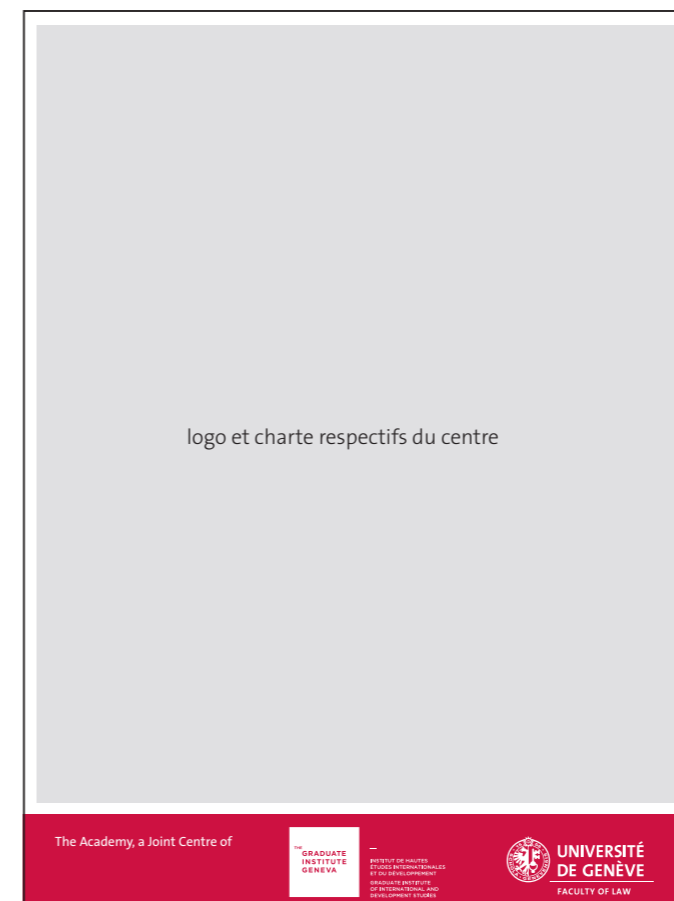 logo et charte respectifs du centre
The Academy, a Joint Centre of
THE
GRADUATE
INSTITUTE
GENEVA
INSTITUT DE HAUTES
ÉTUDES INTERNATIONALES
ET DU DÉVELOPPEMENT
GRADUATE INSTITUTE
OF INTERNATIONAL AND
DEVELOPMENT STUDIES
UNIVERSITÉ
DE GENÈVE
FACULTY OF LAW